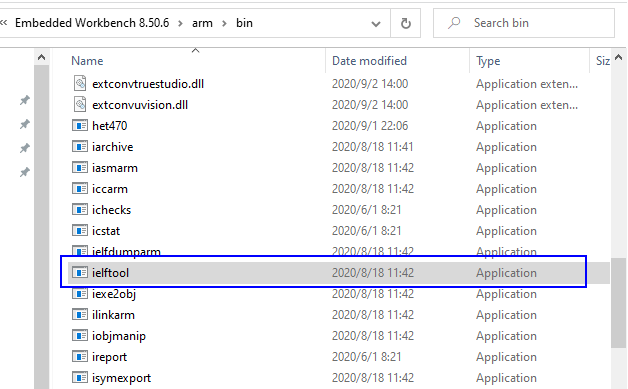 Embedded Workbench 8.50.6 › arm › bin Search bin
Name Date modified Type Siz
extconvtruestudio.dll 2020/9/2 14:00 Application exten...
extconvuvision.dll 2020/9/2 14:00 Application exten...
het470 2020/9/1 22:06 Application
iarchive 2020/8/18 11:41 Application
iasmarm 2020/8/18 11:42 Application
iccarm 2020/8/18 11:42 Application
ichecks 2020/6/1 8:21 Application
icstat 2020/6/1 8:21 Application
ielfdumparm 2020/8/18 11:42 Application
ielftool 2020/8/18 11:42 Application
iexe2obj 2020/8/18 11:42 Application
ilinkarm 2020/8/18 11:42 Application
iobjmanip 2020/8/18 11:42 Application
ireport 2020/6/1 8:21 Application
isymexport 2020/8/18 11:42 Application